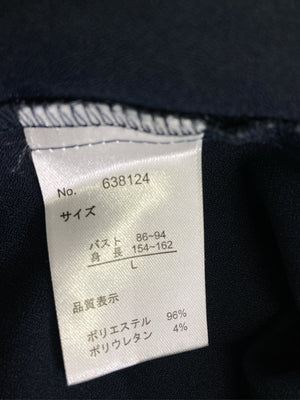 No. 638124
サイズ
バスト 86~94
身長 154~162
L
品質表示
ポリエステル 96%
ポリウレタン 4%